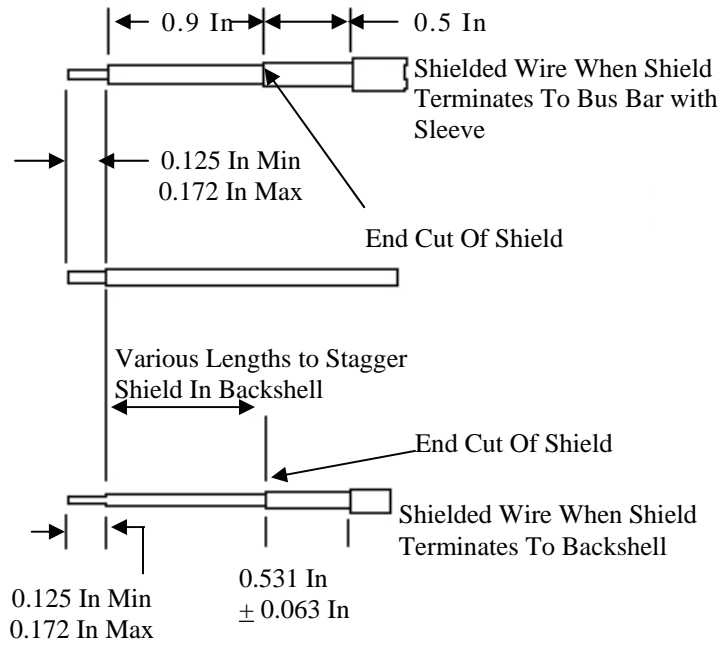 0.9 In
0.5 In
Shielded Wire When Shield
Terminates To Bus Bar with
Sleeve
0.125 In Min
0.172 In Max
End Cut Of Shield
Various Lengths to Stagger
Shield In Backshell
End Cut Of Shield
Shielded Wire When Shield
Terminates To Backshell
0.531 In
± 0.063 In
0.125 In Min
0.172 In Max